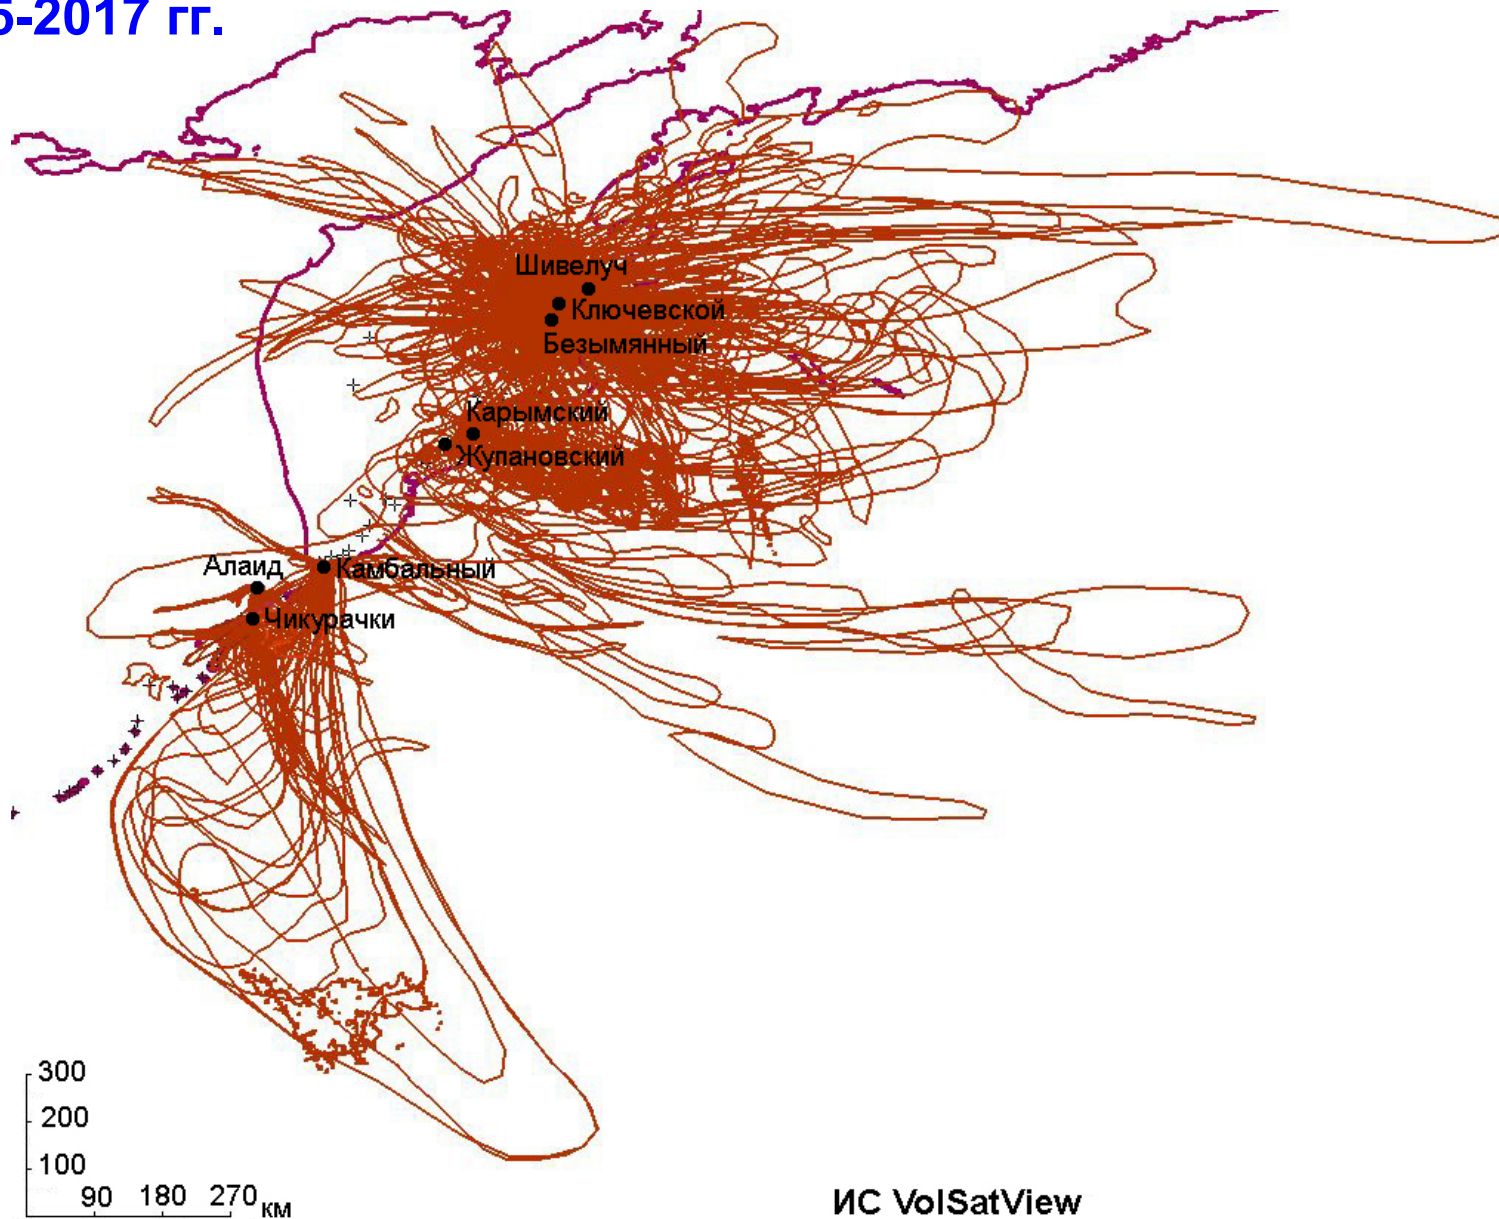 5-2017 гг.
Шивелуч
Ключевской
Безымянный
Карымский
Жупановский
Алаид
Камбальный
Чикурачки
300
200
100
90 180 270 км
ИС VolSatView